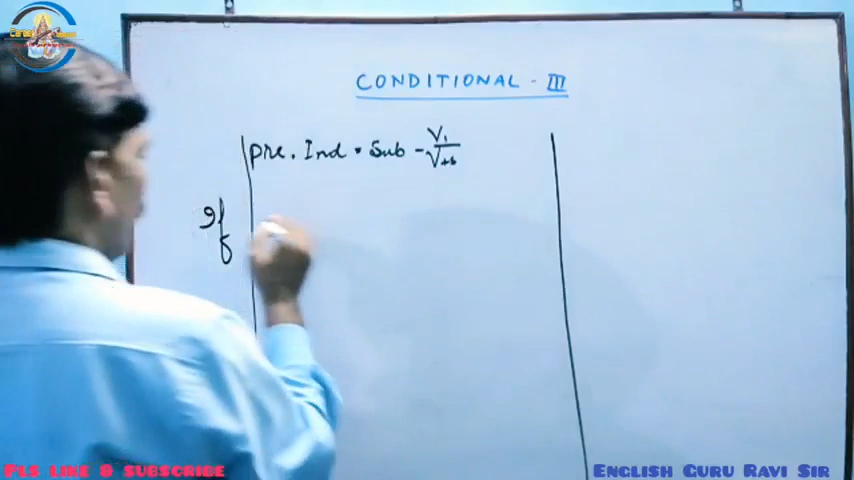 CONDITIONAL - III
Pre. Ind • Sub - V₁/V₊s
If
Pls like & subscribe
English Guru Ravi Sir